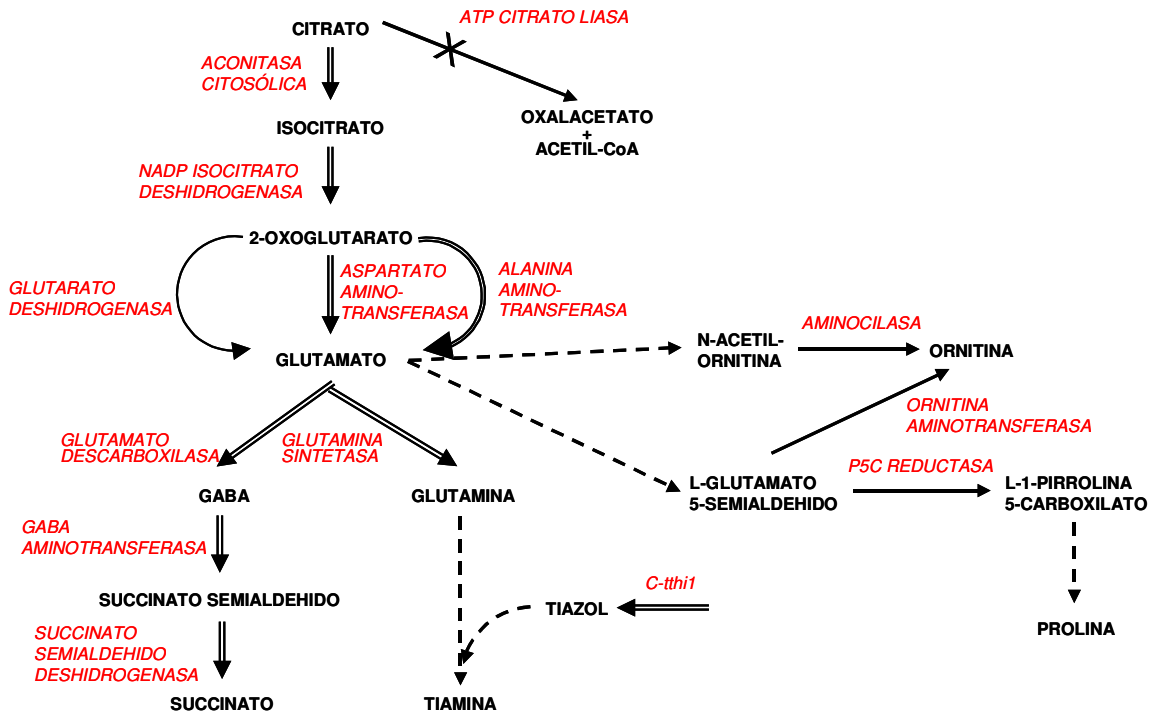 ATP CITRATO LIASA
CITRATO
ACONITASA
CITOSÓLICA
OXALACETATO
+
ACETIL-CoA
ISOCITRATO
NADP ISOCITRATO
DESHIDROGENASA
2-OXOGLUTARATO
GLUTARATO
DESHIDROGENASA
ASPARTATO
AMINO-
TRANSFERASA
ALANINA
AMINO-
TRANSFERASA
GLUTAMATO
N-ACETIL-
ORNITINA
AMINOCILASA
ORNITINA
ORNITINA
AMINOTRANSFERASA
GLUTAMATO
DESCARBOXILASA
GLUTAMINA
SINTETASA
GABA
GLUTAMINA
L-GLUTAMATO
5-SEMIALDEHIDO
P5C REDUCTASA
L-1-PIRROLINA
5-CARBOXILATO
GABA
AMINOTRANSFERASA
SUCCINATO SEMIALDEHIDO
TIAZOL
C-tthi1
PROLINA
SUCCINATO
SEMIALDEHIDO
DESHIDROGENASA
SUCCINATO
TIAMINA